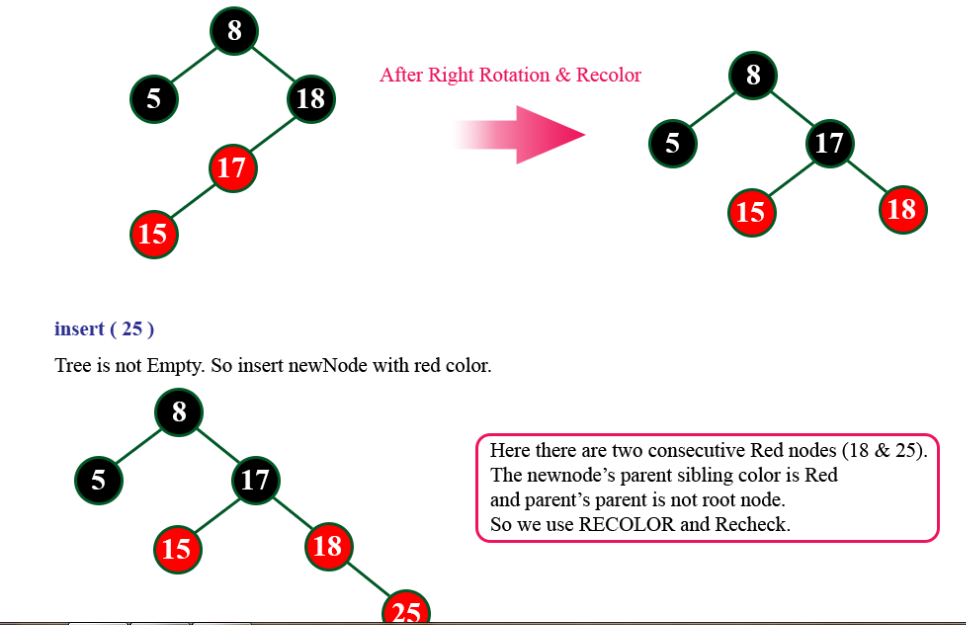 8
5
18
17
15
After Right Rotation & Recolor
8
5
17
15
18
insert ( 25 )
Tree is not Empty. So insert newNode with red color.
8
5
17
15
18
25
Here there are two consecutive Red nodes (18 & 25).
The newnode's parent sibling color is Red
and parent's parent is not root node.
So we use RECOLOR and Recheck.